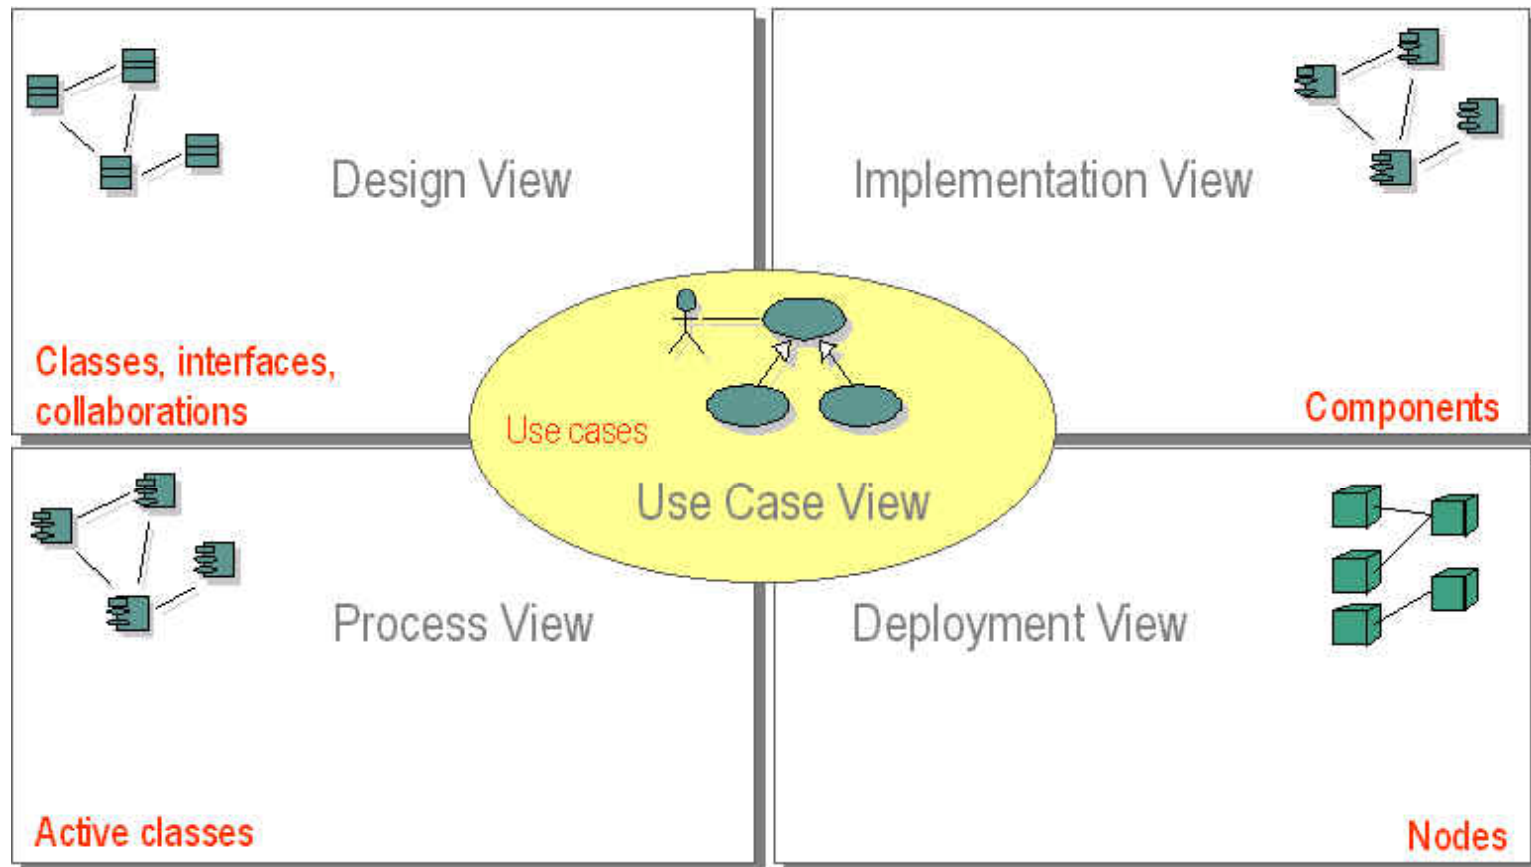 Design View
Classes, interfaces,
collaborations
Implementation View
Components
Use cases
Use Case View
Process View
Active classes
Deployment View
Nodes